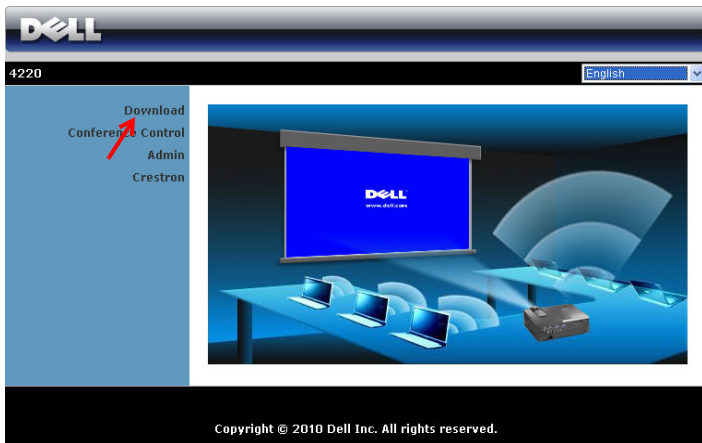 DELL
4220
English
Download
Conference Control
Admin
Crestron
DELL
www.dell.com
Copyright © 2010 Dell Inc. All rights reserved.